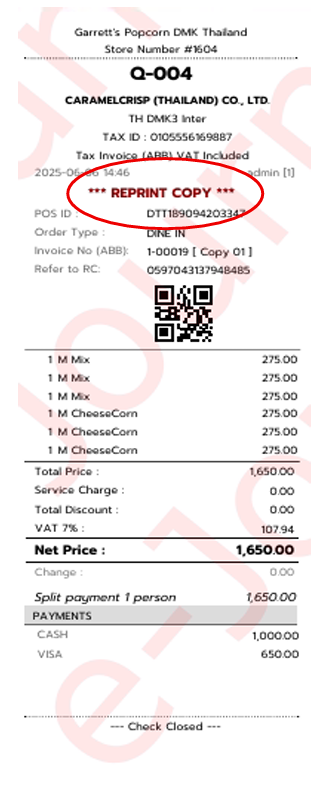 Garrett's Popcorn DMK Thailand
Store Number #1604
Q-004
CARAMELCRISP (THAILAND) CO., LTD.
TH DMK3 Inter
TAX ID : 0105556169887
Tax Invoice (ABB) VAT Included
2025-06-06 14:46 admin [1]
*** REPRINT COPY ***
POS ID : DTT189094203347
Order Type : DINE IN
Invoice No (ABB): 1-00019 [ Copy 01 ]
Refer to RC: 0597043137948485
1 M Mix 275.00
1 M Mix 275.00
1 M Mix 275.00
1 M CheeseCorn 275.00
1 M CheeseCorn 275.00
1 M CheeseCorn 275.00
Total Price : 1,650.00
Service Charge : 0.00
Total Discount : 0.00
VAT 7% : 107.94
Net Price : 1,650.00
Change : 0.00
Split payment 1 person 1,650.00
PAYMENTS
CASH 1,000.00
VISA 650.00
--- Check Closed ---